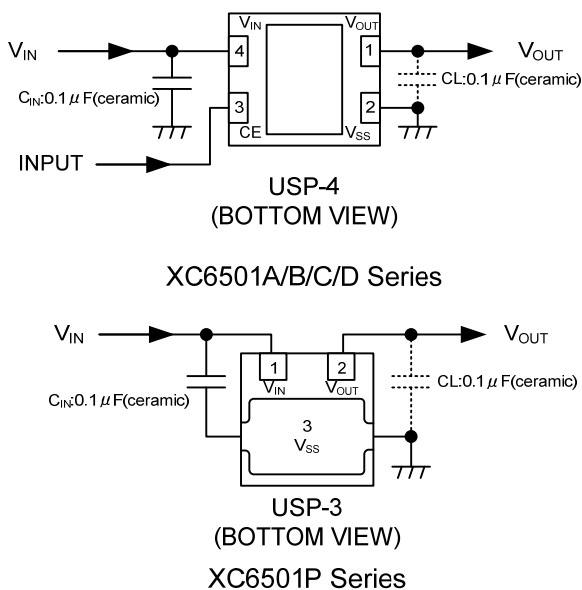 VIN VOUT
VIN 4 1 VOUT
CIN:0.1μF(ceramic) CL:0.1μF(ceramic)
3 2
CE VSS
INPUT
USP-4
(BOTTOM VIEW)
XC6501A/B/C/D Series
VIN VOUT
1 2
VIN VOUT
CIN:0.1μF(ceramic) CL:0.1μF(ceramic)
3
VSS
USP-3
(BOTTOM VIEW)
XC6501P Series